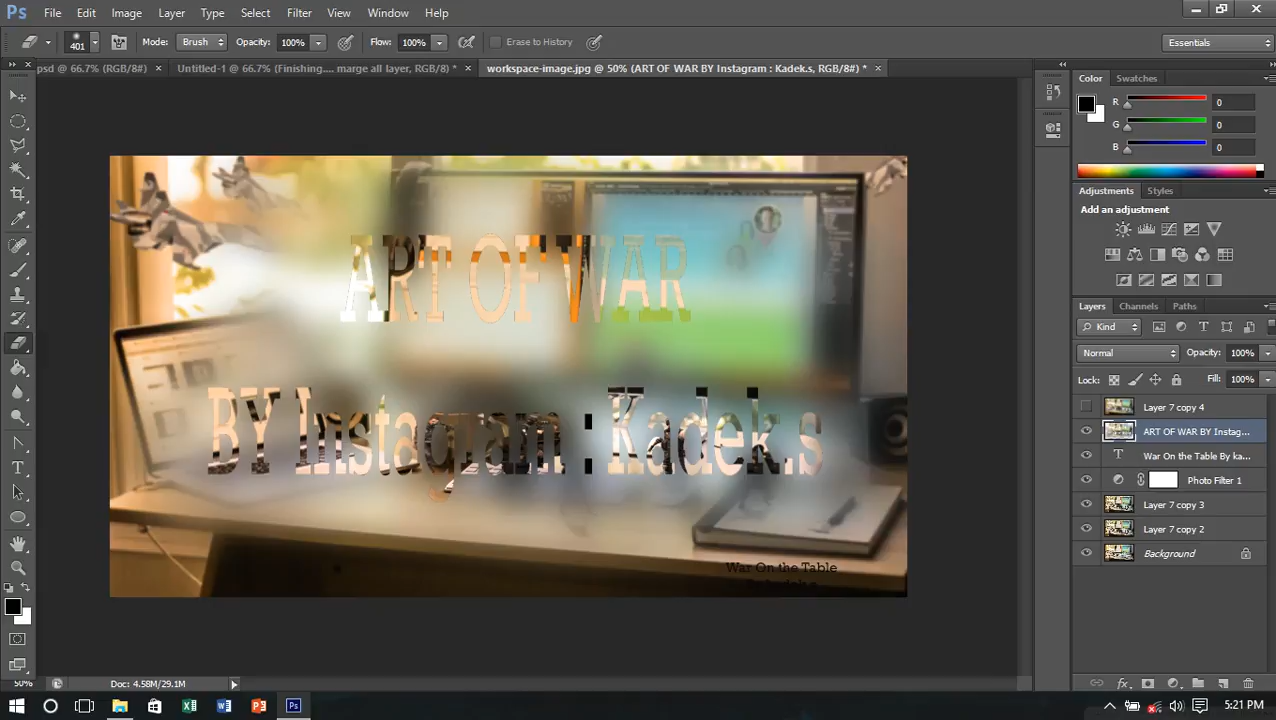 Ps File Edit Image Layer Type Select Filter View Window Help
401 Mode: Brush Opacity: 100% Flow: 100% Erase to History Essentials
psd @ 66.7% (RGB/8#) × Untitled-1 @ 66.7% (Finishing.... marge all layer, RGB/8) * × workspace-image.jpg @ 50% (ART OF WAR BY Instagram : Kadek.s, RGB/8#) * ×
Color Swatches
R 0
G 0
B 0
Adjustments Styles
Add an adjustment
Layers Channels Paths
Kind
Normal Opacity: 100%
Lock: Fill: 100%
Layer 7 copy 4
ART OF WAR BY Instag...
T War On the Table By ka...
Photo Filter 1
Layer 7 copy 3
Layer 7 copy 2
Background
ART OF WAR
BY Instagram : Kadek.s
War On the Table
50% Doc: 4.58M/29.1M
5:21 PM